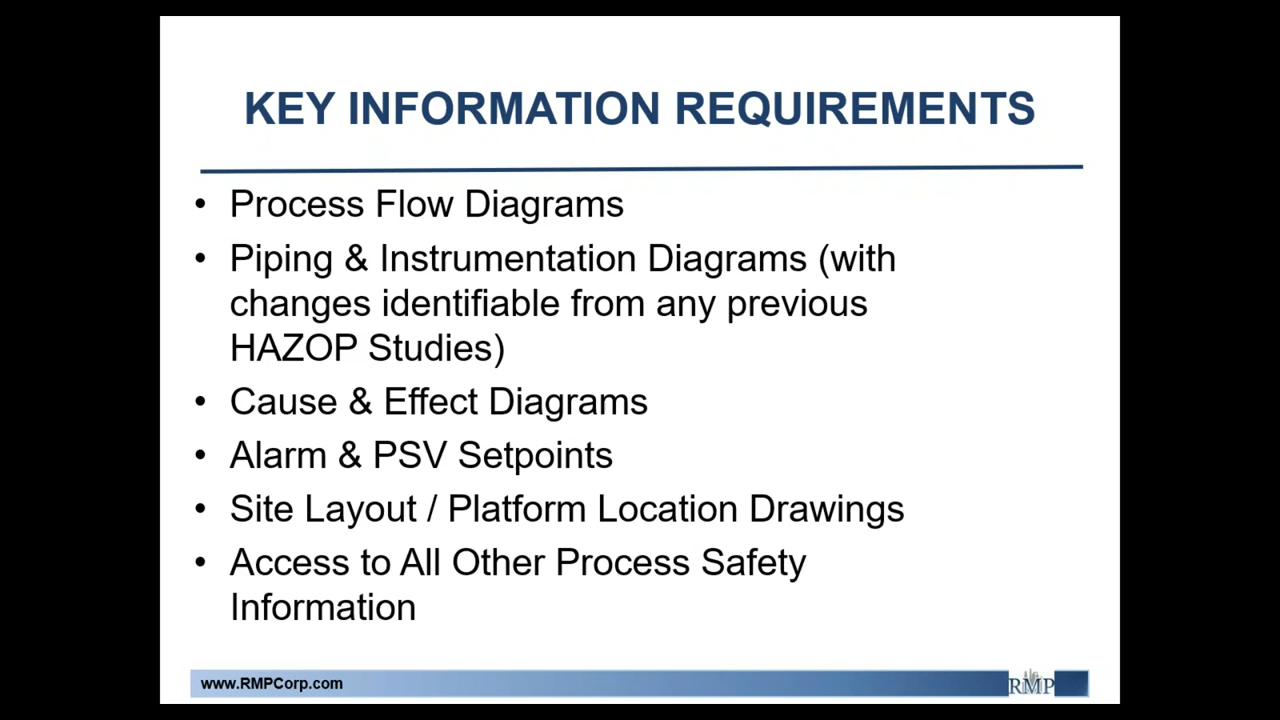 KEY INFORMATION REQUIREMENTS
• Process Flow Diagrams
• Piping & Instrumentation Diagrams (with
changes identifiable from any previous
HAZOP Studies)
• Cause & Effect Diagrams
• Alarm & PSV Setpoints
• Site Layout / Platform Location Drawings
• Access to All Other Process Safety
Information
www.RMPCorp.com
RMP